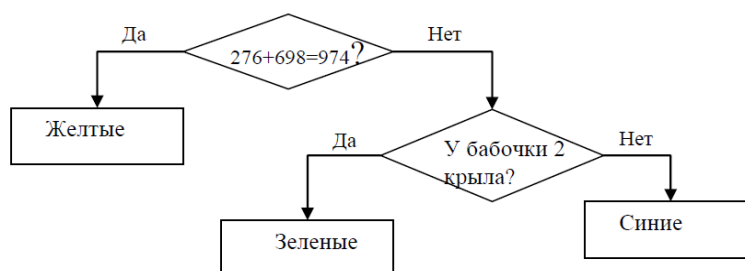 Да
Нет
276+698=974?
Желтые
Да
У бабочки 2
крыла?
Нет
Зеленые
Синие